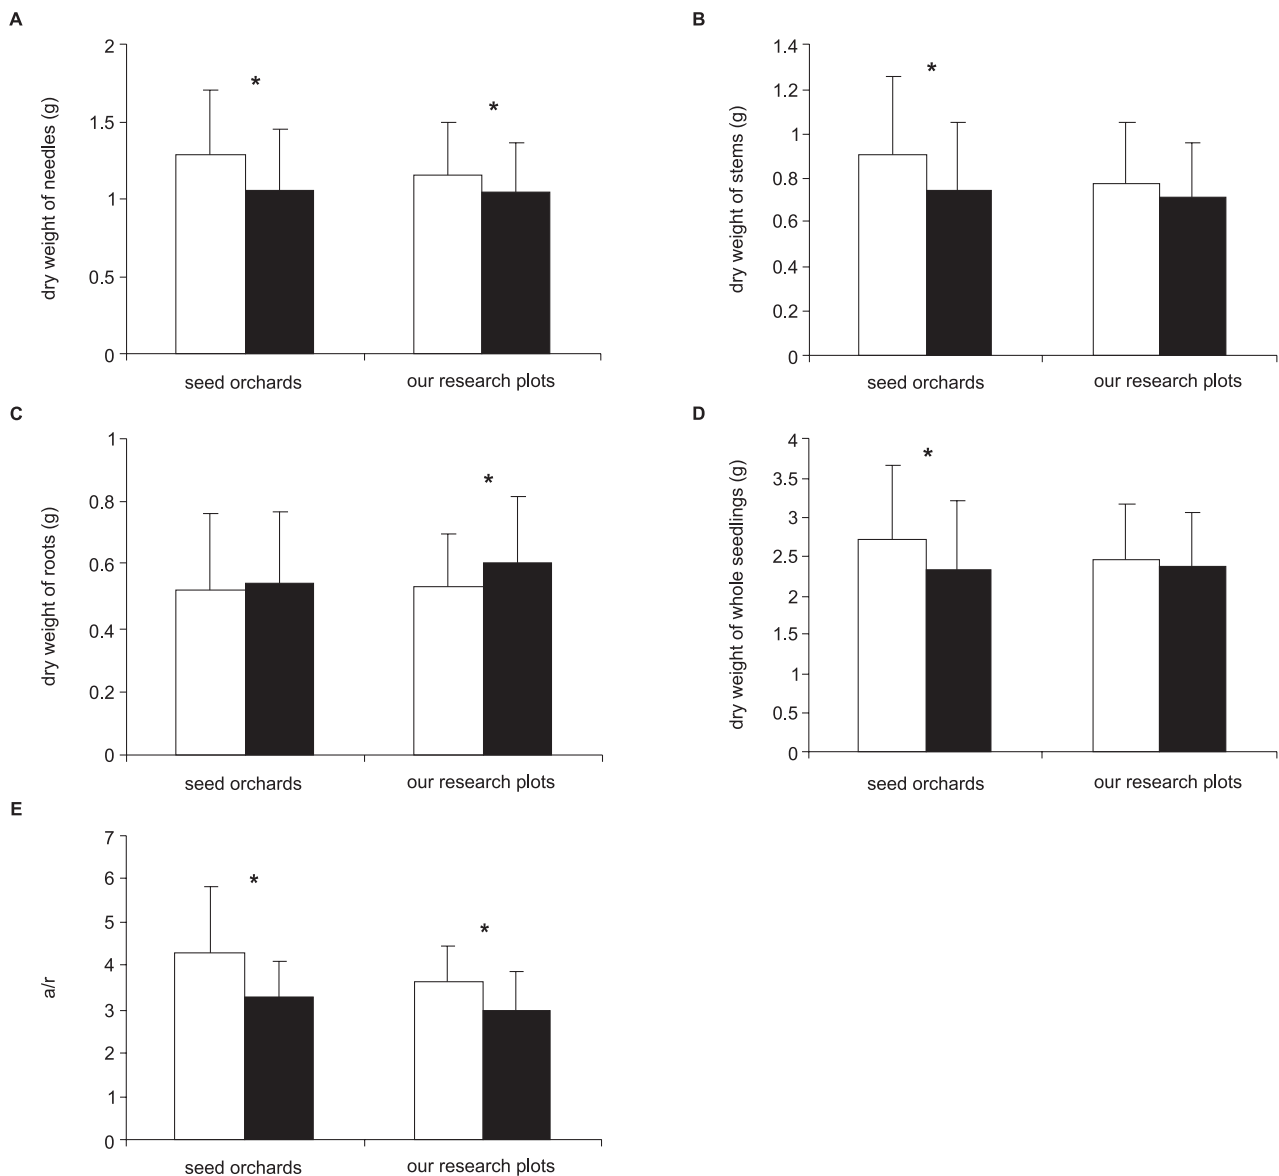 A
dry weight of needles (g)
2
1.5
1
0.5
0
*
*
seed orchards
our research plots
B
dry weight of stems (g)
1.4
1.2
1
0.8
0.6
0.4
0.2
0
*
seed orchards
our research plots
C
dry weight of roots (g)
1
0.8
0.6
0.4
0.2
0
*
seed orchards
our research plots
D
dry weight of whole seedlings (g)
4
3.5
3
2.5
2
1.5
1
0.5
0
*
seed orchards
our research plots
E
a/r
7
6
5
4
3
2
1
0
*
*
seed orchards
our research plots